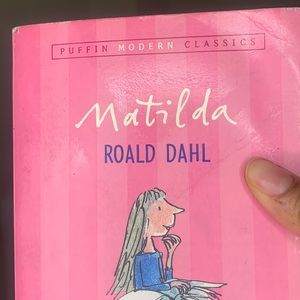 PUFFIN MODERN CLASSICS
Matilda
ROALD DAHL